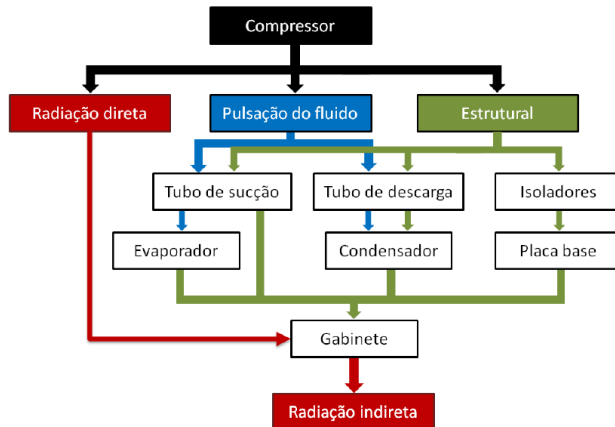 Compressor
Radiação direta
Pulsação do fluido
Estrutural
Tubo de sucção
Tubo de descarga
Isoladores
Evaporador
Condensador
Placa base
Gabinete
Radiação indireta